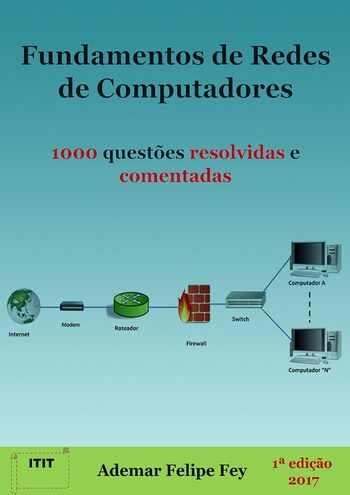 Fundamentos de Redes
de Computadores
1000 questões resolvidas e
comentadas
Computador A
Internet
Modem
Roteador
Firewall
Switch
Computador "N"
ITIT
Ademar Felipe Fey
1ª edição
2017